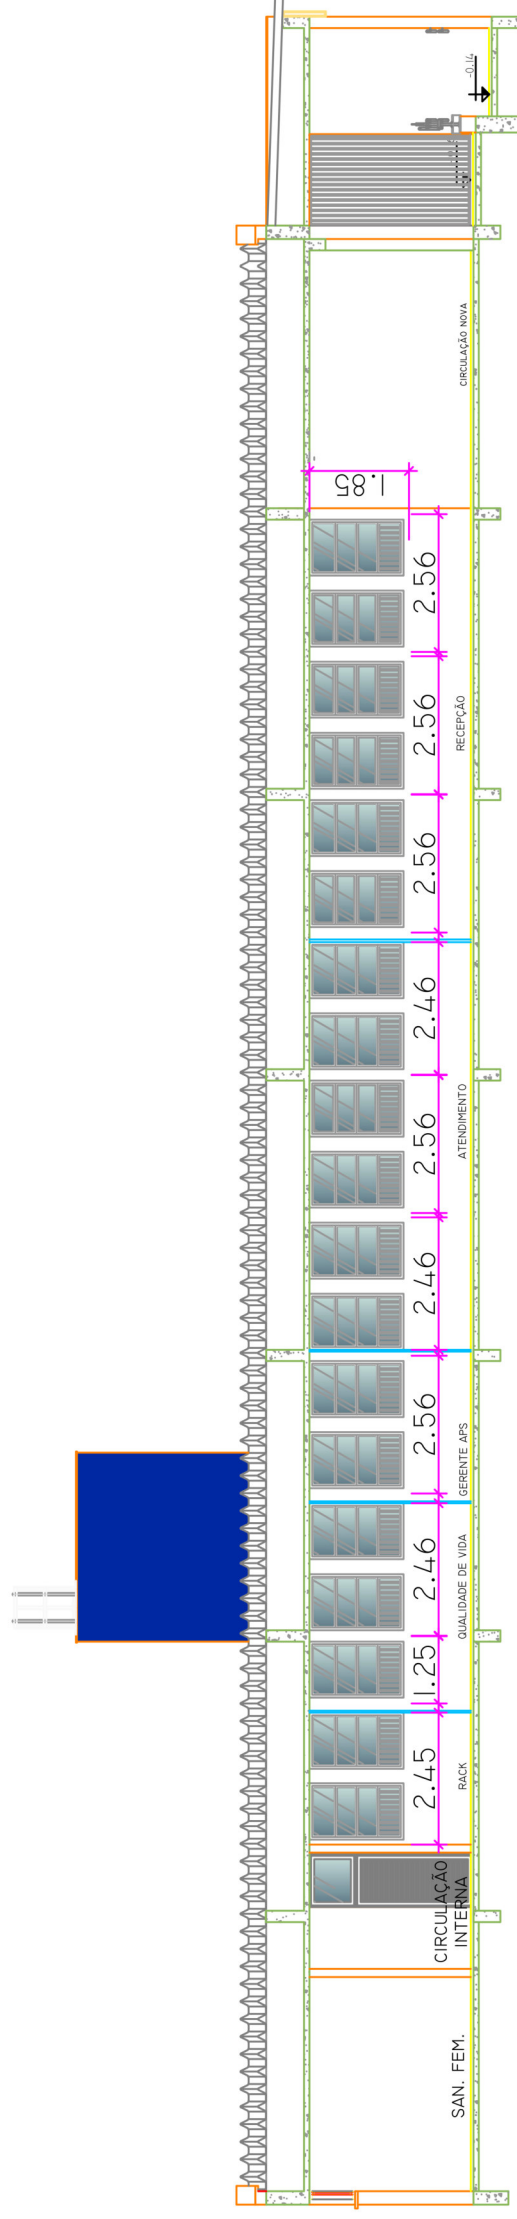 SAN. FEM.
CIRCULAÇÃO
INTERNA
2.45
RACK
1.25
2.46
QUALIDADE DE VIDA
2.56
GERENTE APS
2.46
2.56
ATENDIMENTO
2.46
2.56
2.56
RECEPÇÃO
2.56
1.85
CIRCULAÇÃO NOVA
-0.14